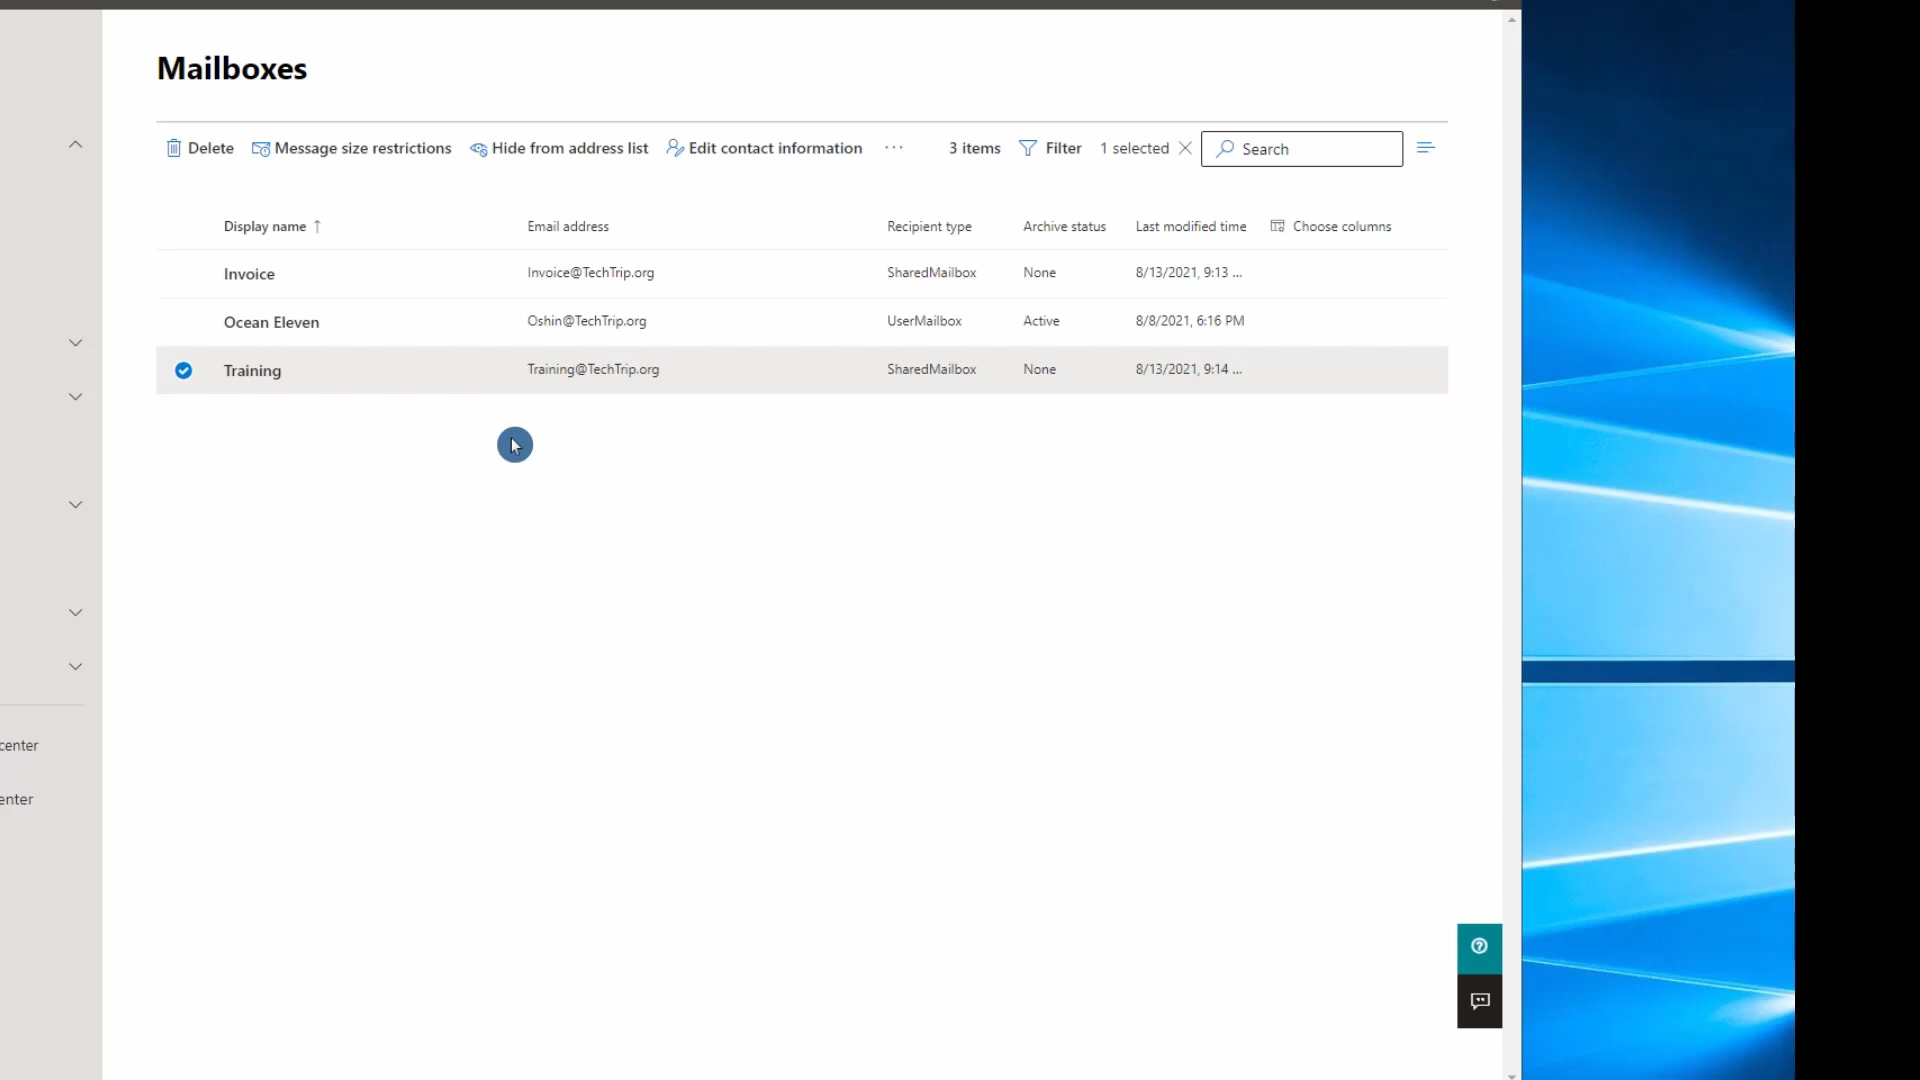 Mailboxes
Delete Message size restrictions Hide from address list Edit contact information ··· 3 items Filter 1 selected Search
Display name ↑ Email address Recipient type Archive status Last modified time Choose columns
Invoice Invoice@TechTrip.org SharedMailbox None 8/13/2021, 9:13 ...
Ocean Eleven Oshin@TechTrip.org UserMailbox Active 8/8/2021, 6:16 PM
Training Training@TechTrip.org SharedMailbox None 8/13/2021, 9:14 ...
center
enter